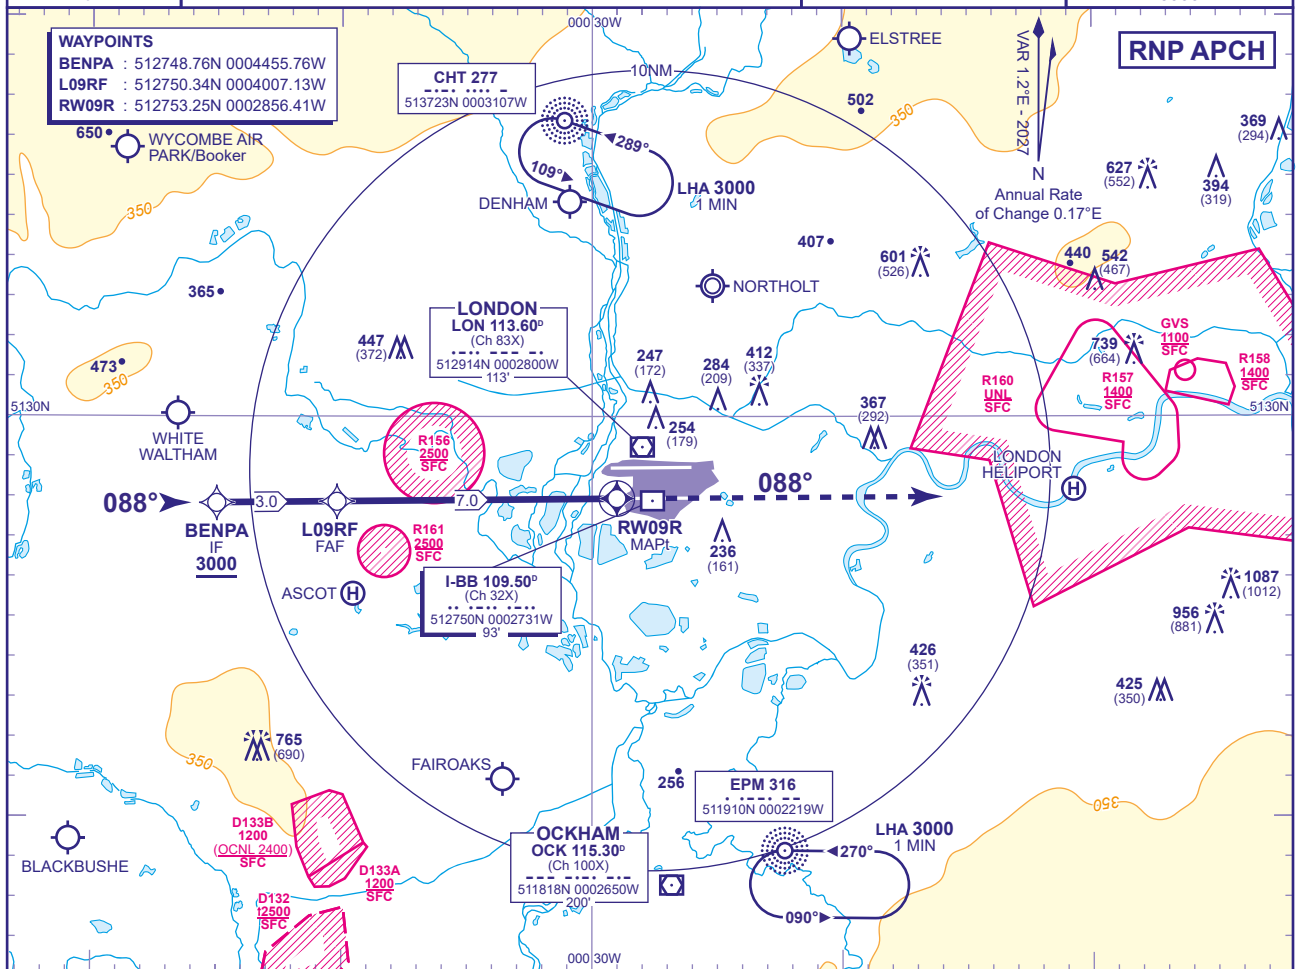 000.30W
WAYPOINTS
BENPA : 512748.76N 0004455.76W
L09RF : 512750.34N 0004007.13W
RW09R : 512753.25N 0002856.41W
RNP APCH
VAR 1.2°E - 2027
N
Annual Rate
of Change 0.17°E
ELSTREE
10NM
CHT 277
513723N 0003107W
502
350
369
(294)
650
WYCOMBE AIR
PARK/Booker
289°
109°
LHA 3000
1 MIN
DENHAM
627
(552)
394
(319)
350
407
601
(526)
440
542
(467)
365
NORTHOLT
LONDON
LON 113.60D
(Ch 83X)
512914N 0002800W
113'
447
(372)
473
350
247
(172)
284
(209)
412
(337)
254
(179)
367
(292)
739
(664)
GVS
1100
SFC
R158
1400
SFC
R160
UNL
SFC
R157
1400
SFC
5130N
5130N
WHITE
WALTHAM
R156
2500
SFC
LONDON
HELIPORT
H
088°
3.0
7.0
088°
BENPA
IF
3000
L09RF
FAF
RW09R
MAPt
R161
2500
SFC
236
(161)
ASCOT
H
I-BB 109.50D
(Ch 32X)
512750N 0002731W
93'
1087
(1012)
956
(881)
426
(351)
425
(350)
765
(690)
350
FAIROAKS
256
EPM 316
511910N 0002219W
350
BLACKBUSHE
D133B
1200
(OCNL 2400)
SFC
D133A
1200
SFC
D132
2500
SFC
OCKHAM
OCK 115.30D
(Ch 100X)
511818N 0002650W
200'
LHA 3000
1 MIN
270°
090°
000.30W